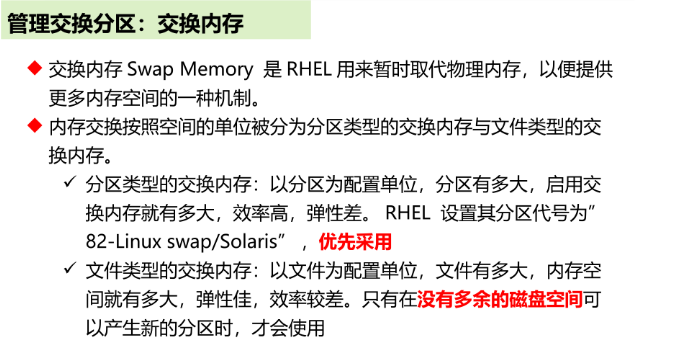 管理交换分区：交换内存
◆ 交换内存 Swap Memory 是 RHEL 用来暂时取代物理内存，以便提供
更多内存空间的一种机制。
◆ 内存交换按照空间的单位被分为分区类型的交换内存与文件类型的交
换内存。
✓ 分区类型的交换内存：以分区为配置单位，分区有多大，启用交
换内存就有多大，效率高，弹性差。 RHEL 设置其分区代号为”
82-Linux swap/Solaris” ，优先采用
✓ 文件类型的交换内存：以文件为配置单位，文件有多大，内存空
间就有多大，弹性佳，效率较差。只有在没有多余的磁盘空间可
以产生新的分区时，才会使用